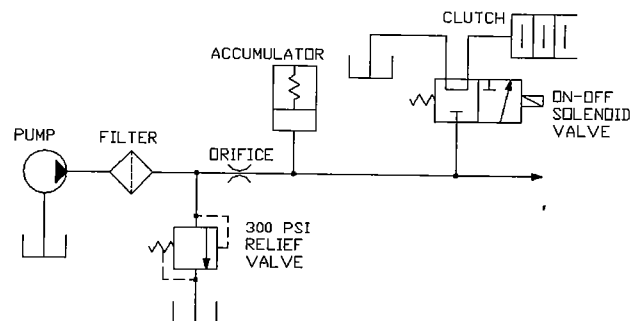 CLUTCH
ACCUMULATOR
ON-OFF
SOLENOID
VALVE
PUMP
FILTER
ORIFICE
300 PSI
RELIEF
VALVE